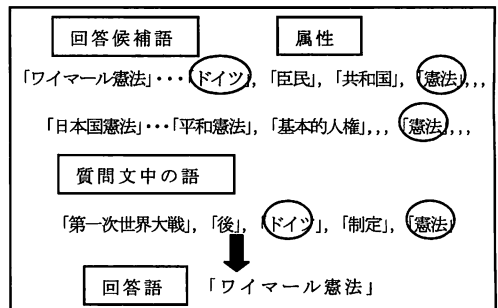 回答候補語 属性
「ワイマール憲法」・・・「ドイツ」, 「臣民」, 「共和国」, 「憲法」,,,
「日本国憲法」・・・「平和憲法」, 「基本的人権」,,, 「憲法」,,,
質問文中の語
「第一次世界大戦」, 「後」, 「ドイツ」, 「制定」, 「憲法」
回答語 「ワイマール憲法」